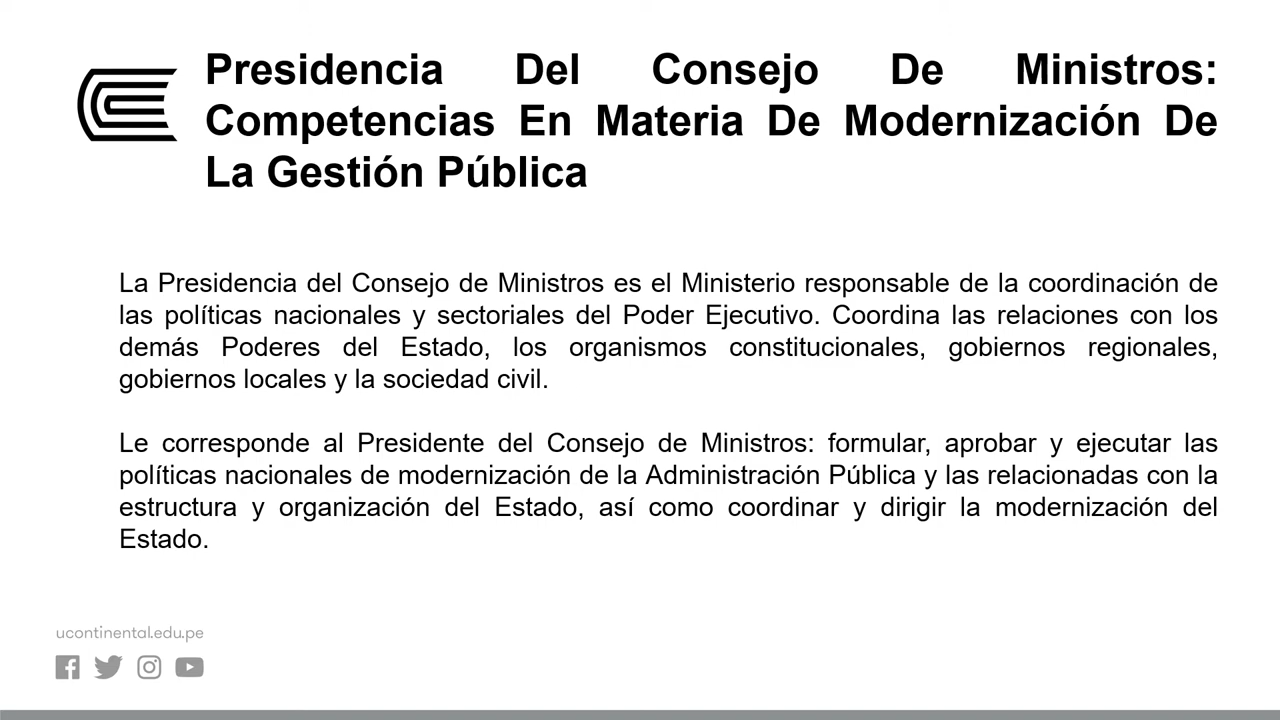 Presidencia Del Consejo De Ministros:
Competencias En Materia De Modernización De
La Gestión Pública
La Presidencia del Consejo de Ministros es el Ministerio responsable de la coordinación de
las políticas nacionales y sectoriales del Poder Ejecutivo. Coordina las relaciones con los
demás Poderes del Estado, los organismos constitucionales, gobiernos regionales,
gobiernos locales y la sociedad civil.
Le corresponde al Presidente del Consejo de Ministros: formular, aprobar y ejecutar las
políticas nacionales de modernización de la Administración Pública y las relacionadas con la
estructura y organización del Estado, así como coordinar y dirigir la modernización del
Estado.
ucontinental.edu.pe